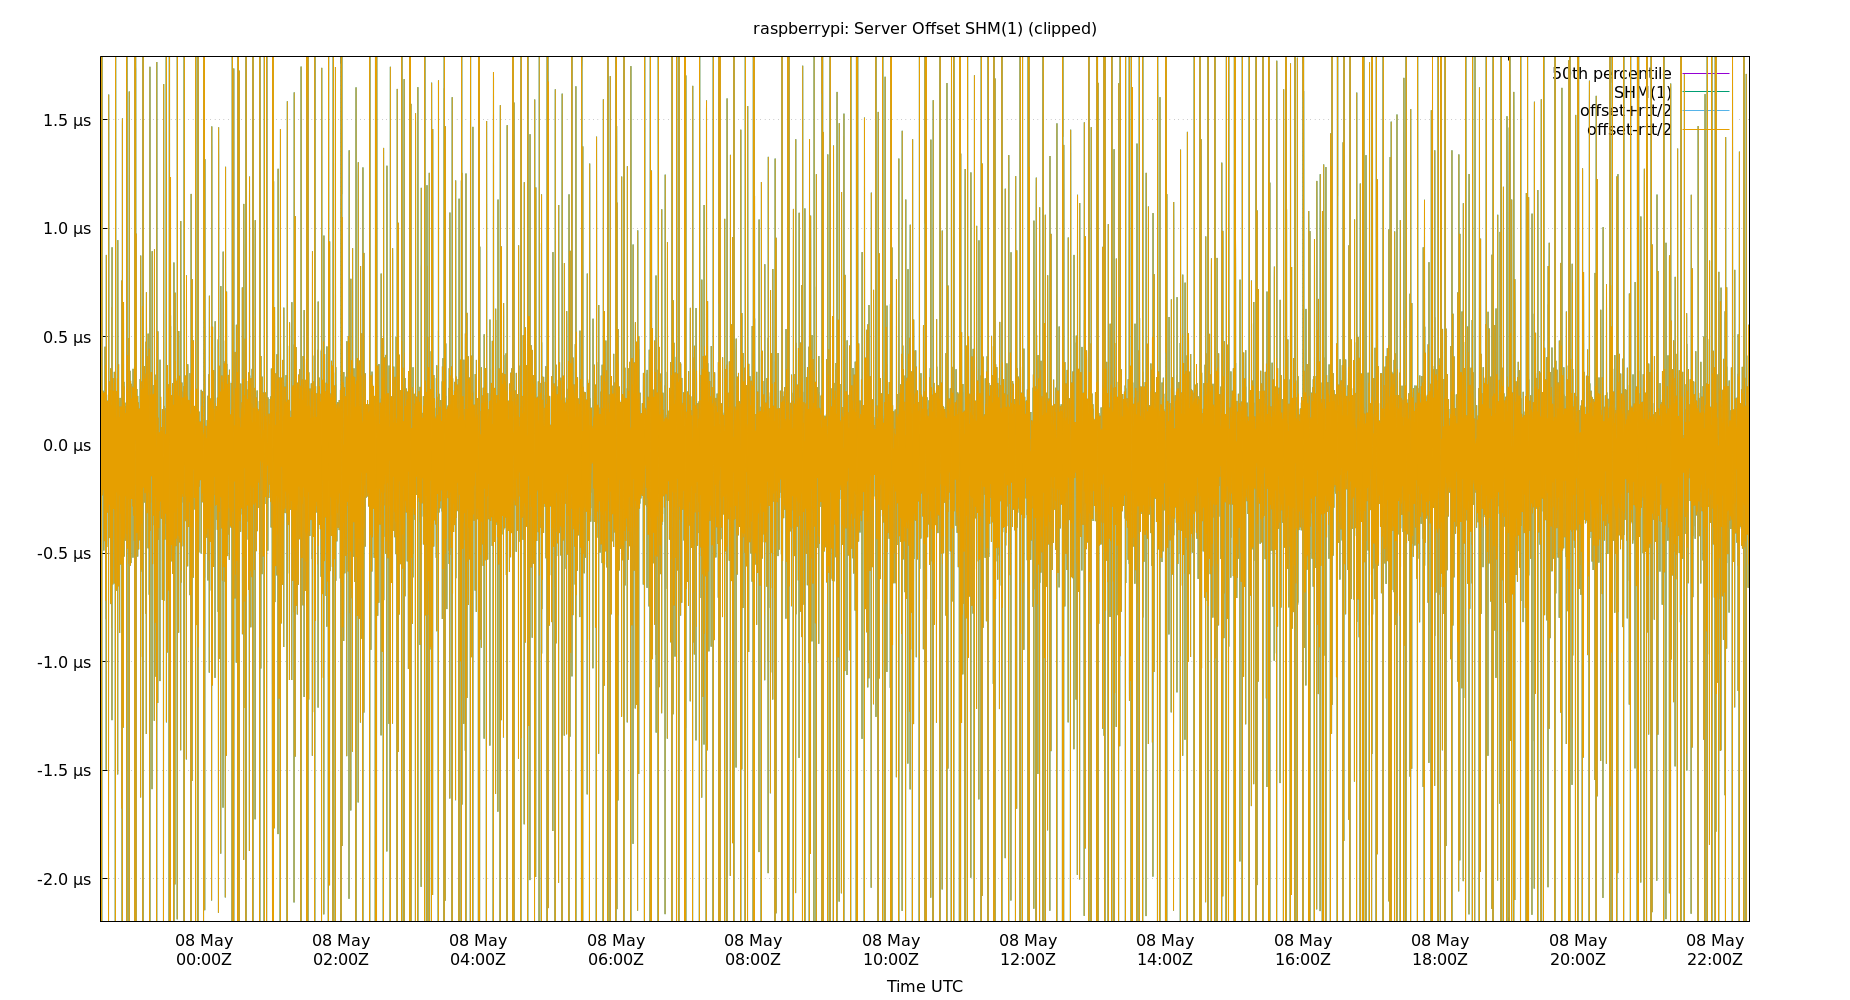 raspberrypi: Server Offset SHM(1) (clipped)
50th percentile
SHM(1)
offset+rtt/2
offset-rtt/2
1.5 µs
1.0 µs
0.5 µs
0.0 µs
-0.5 µs
-1.0 µs
-1.5 µs
-2.0 µs
08 May 08 May 08 May 08 May 08 May 08 May 08 May 08 May 08 May 08 May 08 May 08 May
00:00Z 02:00Z 04:00Z 06:00Z 08:00Z 10:00Z 12:00Z 14:00Z 16:00Z 18:00Z 20:00Z 22:00Z
Time UTC